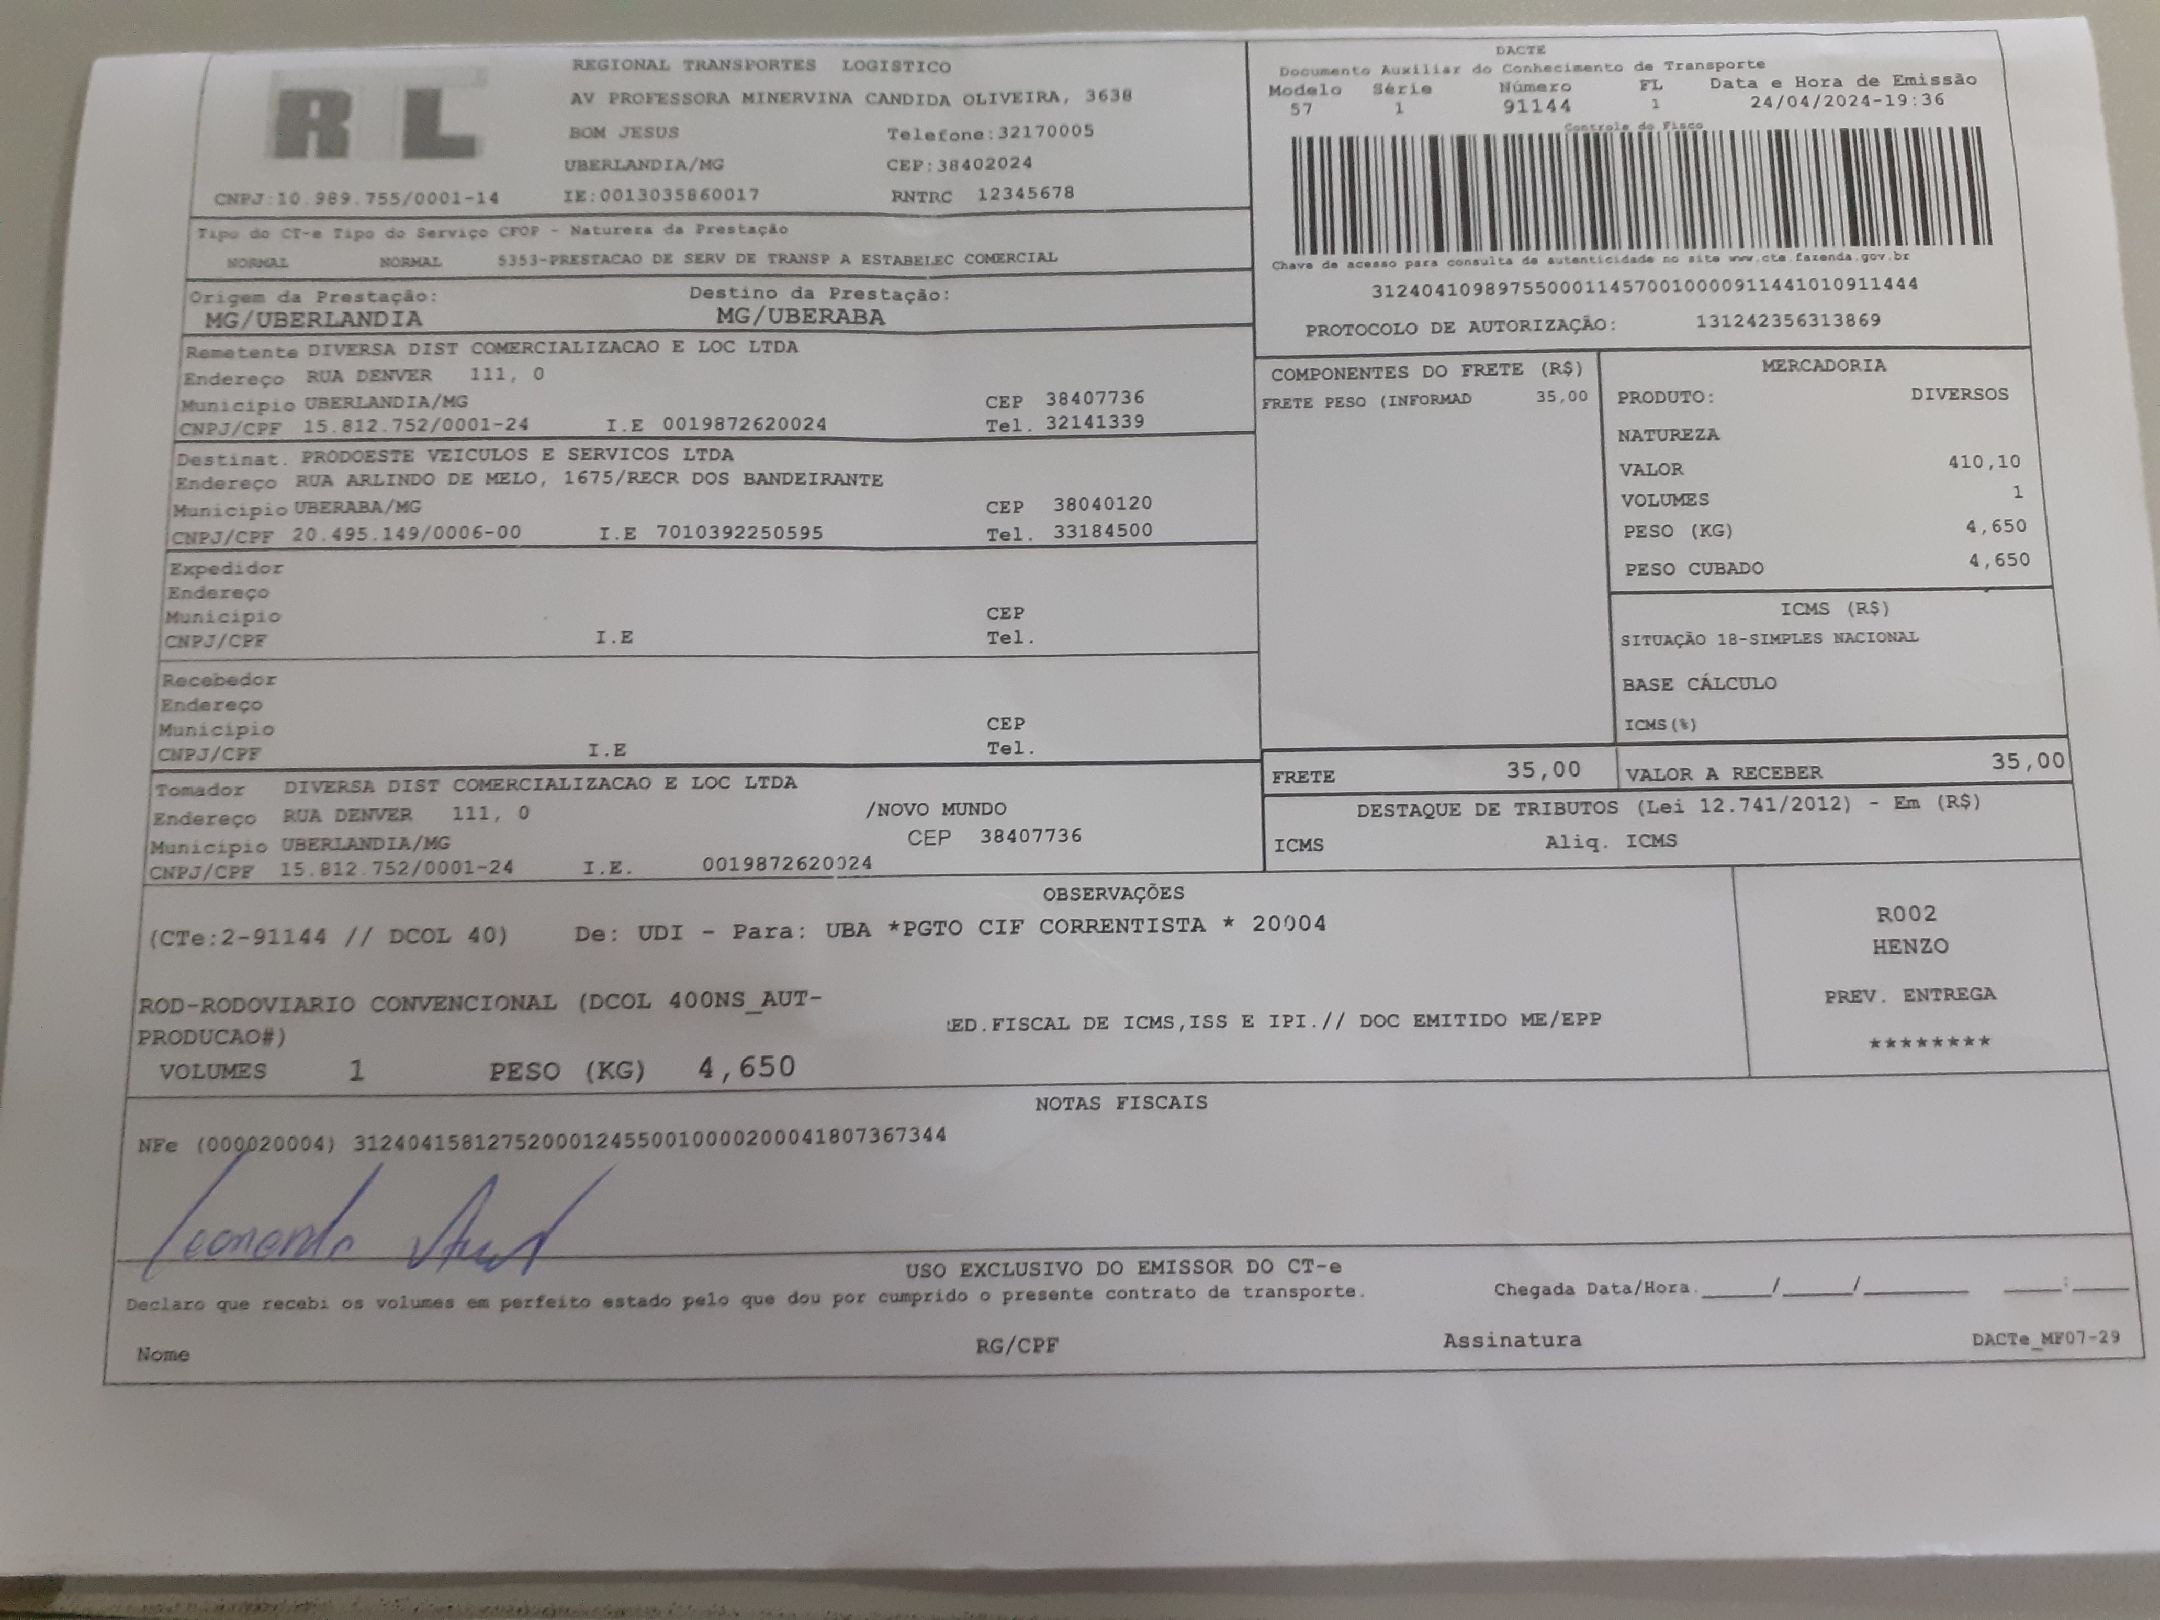 RL
REGIONAL TRANSPORTES LOGISTICO
AV PROFESSORA MINERVINA CANDIDA OLIVEIRA, 3638
BOM JESUS Telefone:32170005
UBERLANDIA/MG CEP:38402024
CNPJ:10.989.755/0001-14 IE:0013035860017 RNTRC 12345678
DACTE
Documento Auxiliar do Conhecimento de Transporte
Modelo Série Número FL Data e Hora de Emissão
57 1 91144 1 24/04/2024-19:36
Controle do Fisco
Chave de acesso para consulta de autenticidade no site www.cte.fazenda.gov.br
31240410989755000114570010000911441010911444
PROTOCOLO DE AUTORIZAÇÃO: 131242356313869
Tipo do CT-e Tipo do Serviço CFOP - Natureza da Prestação
NORMAL NORMAL 5353-PRESTACAO DE SERV DE TRANSP A ESTABELEC COMERCIAL
Origem da Prestação: Destino da Prestação:
MG/UBERLANDIA MG/UBERABA
Remetente DIVERSA DIST COMERCIALIZACAO E LOC LTDA
Endereço RUA DENVER 111, 0
Município UBERLANDIA/MG CEP 38407736
CNPJ/CPF 15.812.752/0001-24 I.E 0019872620024 Tel. 32141339
Destinat. PRODOESTE VEICULOS E SERVICOS LTDA
Endereço RUA ARLINDO DE MELO, 1675/RECR DOS BANDEIRANTE
Município UBERABA/MG CEP 38040120
CNPJ/CPF 20.495.149/0006-00 I.E 7010392250595 Tel. 33184500
Expedidor
Endereço
Município CEP
CNPJ/CPF I.E Tel.
Recebedor
Endereço
Município CEP
CNPJ/CPF I.E Tel.
Tomador DIVERSA DIST COMERCIALIZACAO E LOC LTDA
Endereço RUA DENVER 111, 0 /NOVO MUNDO
Município UBERLANDIA/MG CEP 38407736
CNPJ/CPF 15.812.752/0001-24 I.E. 0019872620024
COMPONENTES DO FRETE (R$)
FRETE PESO (INFORMAD 35,00
MERCADORIA
PRODUTO: DIVERSOS
NATUREZA
VALOR 410,10
VOLUMES 1
PESO (KG) 4,650
PESO CUBADO 4,650
ICMS (R$)
SITUAÇÃO 18-SIMPLES NACIONAL
BASE CÁLCULO
ICMS(%)
FRETE 35,00 VALOR A RECEBER 35,00
DESTAQUE DE TRIBUTOS (Lei 12.741/2012) - Em (R$)
ICMS Aliq. ICMS
OBSERVAÇÕES
(CTe:2-91144 // DCOL 40) De: UDI - Para: UBA *PGTO CIF CORRENTISTA * 20004
ROD-RODOVIARIO CONVENCIONAL (DCOL 400NS_AUT-
PRODUCAO#) ED.FISCAL DE ICMS,ISS E IPI.// DOC EMITIDO ME/EPP
VOLUMES 1 PESO (KG) 4,650
R002
HENZO
PREV. ENTREGA
********
NOTAS FISCAIS
NFe (000020004) 31240415812752000124550010000200041807367344
Leonardo
USO EXCLUSIVO DO EMISSOR DO CT-e
Declaro que recebi os volumes em perfeito estado pelo que dou por cumprido o presente contrato de transporte. Chegada Data/Hora.____/____/______ ____:____
Nome RG/CPF Assinatura DACTe_MF07-29